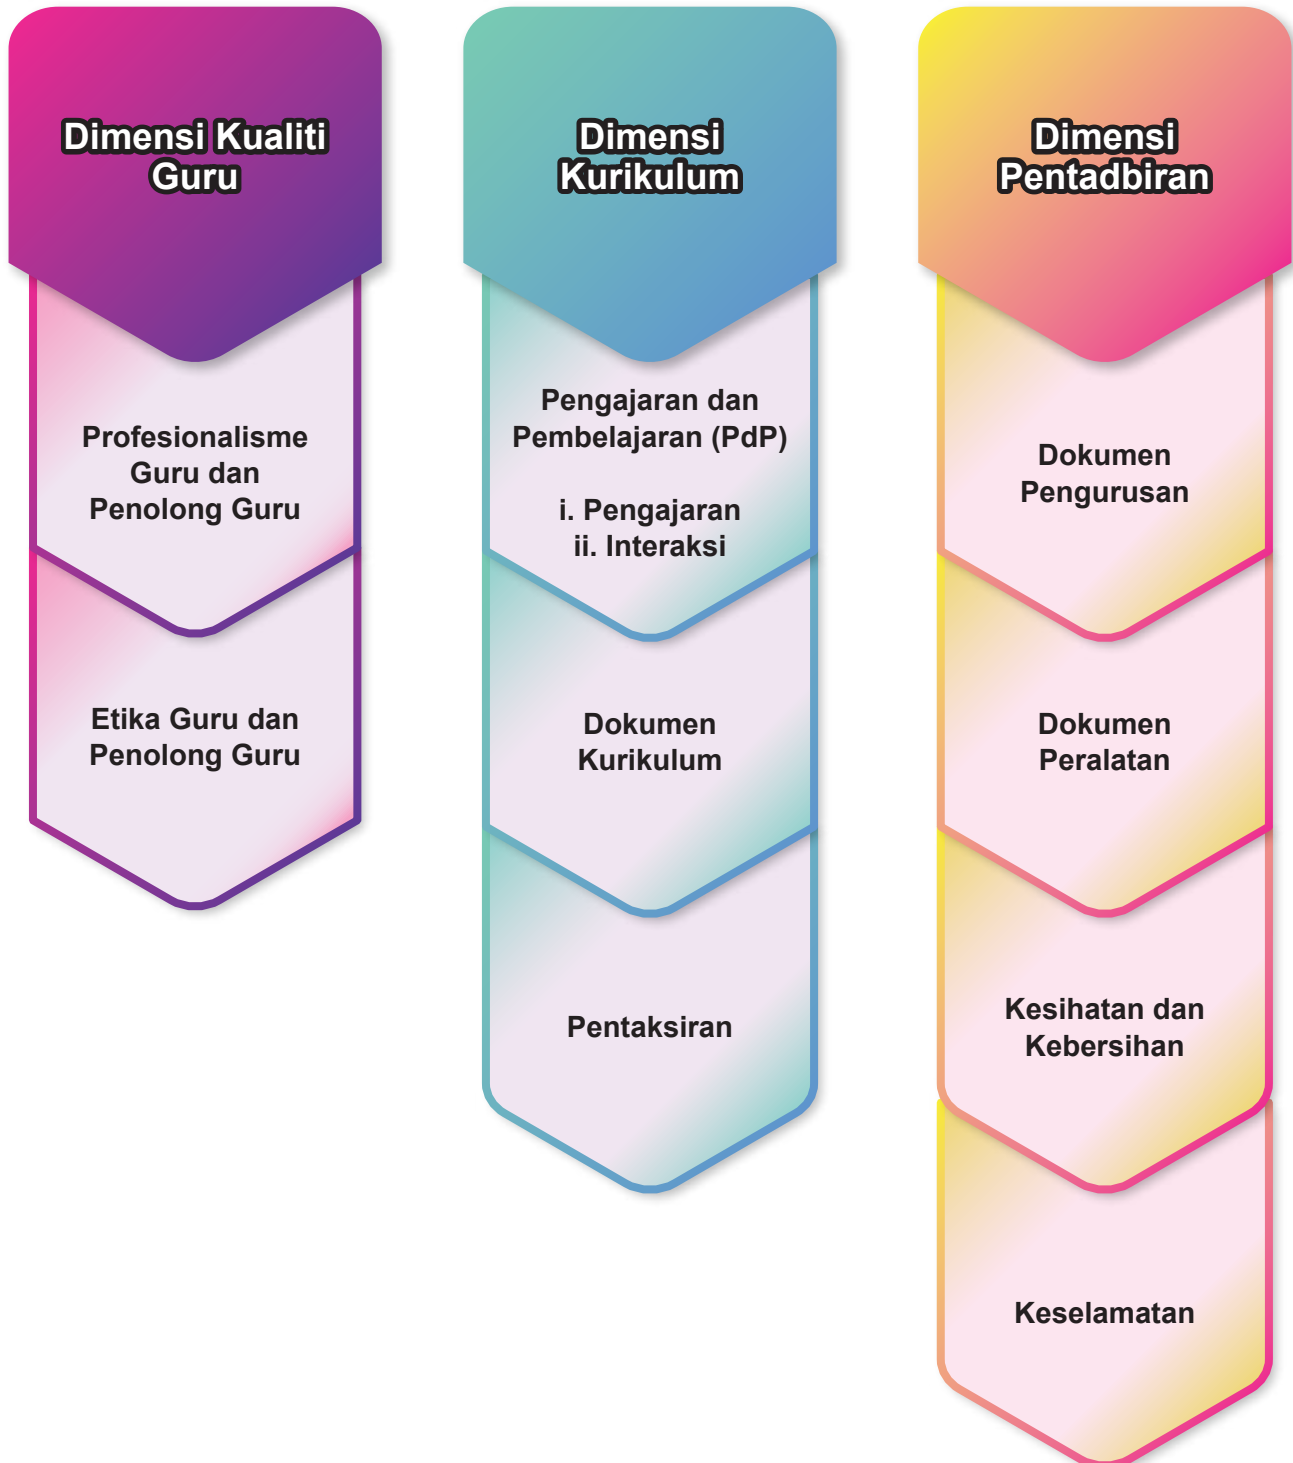 Dimensi Kualiti
Guru
Profesionalisme
Guru dan
Penolong Guru
Etika Guru dan
Penolong Guru
Dimensi
Kurikulum
Pengajaran dan
Pembelajaran (PdP)
i. Pengajaran
ii. Interaksi
Dokumen
Kurikulum
Pentaksiran
Dimensi
Pentadbiran
Dokumen
Pengurusan
Dokumen
Peralatan
Kesihatan dan
Kebersihan
Keselamatan